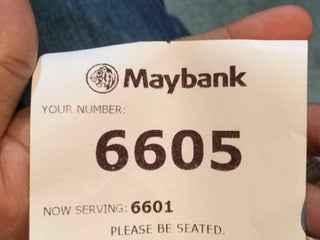 Maybank
YOUR NUMBER:
6605
NOW SERVING: 6601
PLEASE BE SEATED.